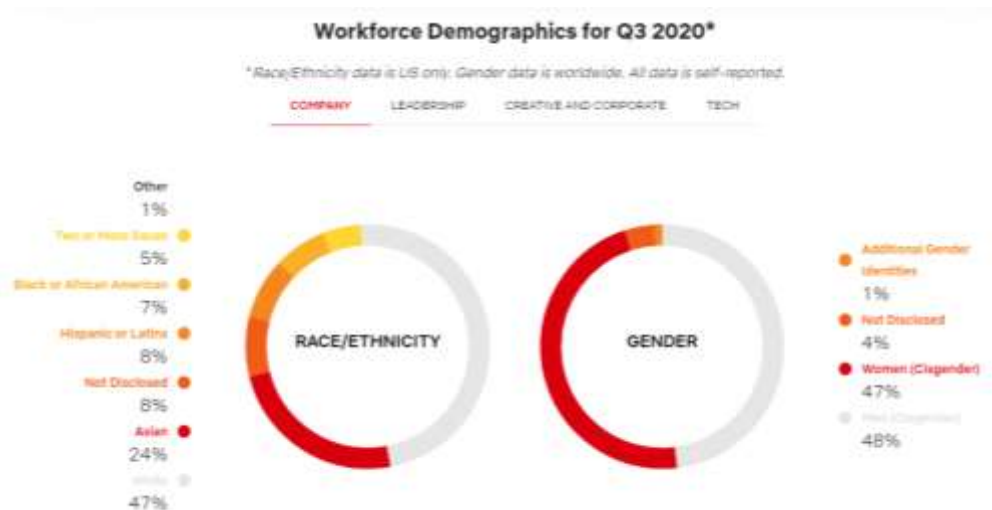 Workforce Demographics for Q3 2020*
*Race/Ethnicity data is US only. Gender data is worldwide. All data is self-reported.
COMPANY LEADERSHIP CREATIVE AND CORPORATE TECH
Other
1%
Two or More Races
5%
Black or African American
7%
Hispanic or Latinx
8%
Not Disclosed
8%
Asian
24%
White
47%
RACE/ETHNICITY
GENDER
Additional Gender
Identities
1%
Not Disclosed
4%
Women (Cisgender)
47%
Men (Cisgender)
48%